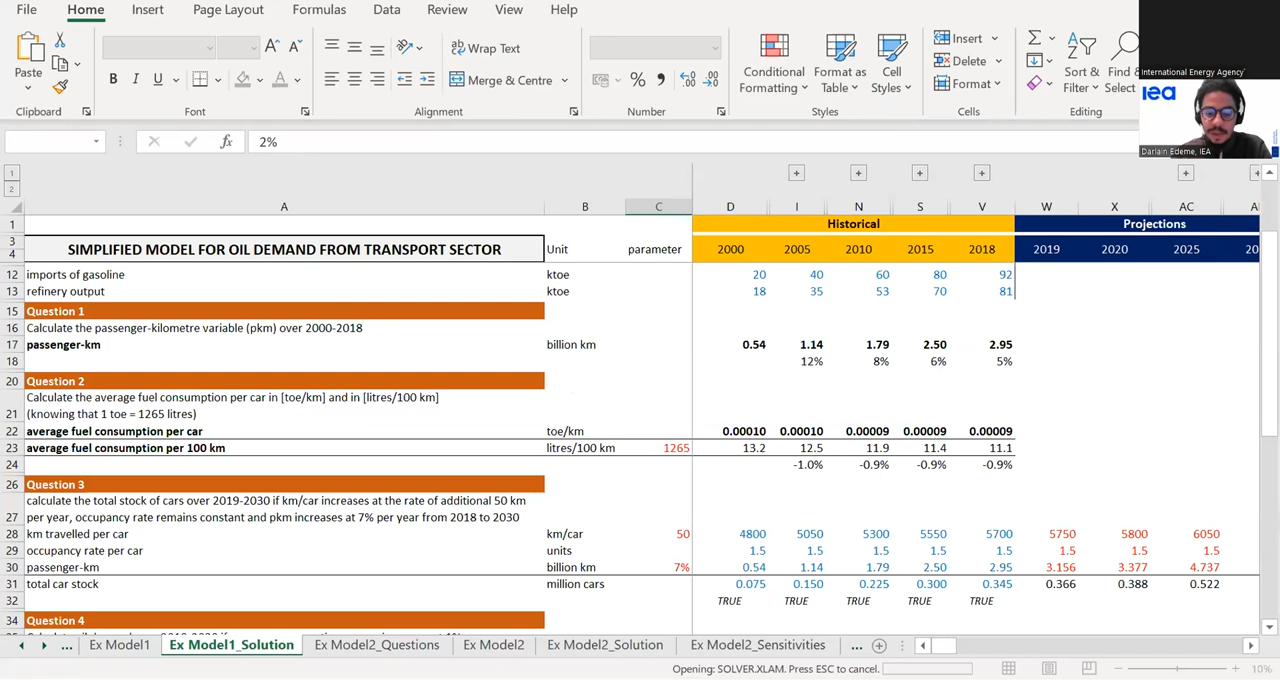 File Home Insert Page Layout Formulas Data Review View Help
Paste
B I U
Wrap Text
Merge & Centre
% ,
Conditional Formatting
Format as Table
Cell Styles
Insert
Delete
Format
Sort & Filter
Find Select
Clipboard Font Alignment Number Styles Cells Editing
International Energy Agency
iea
Darlain Edeme, IEA
fx 2%
1
2
A B C D I N S V W X AC
1 Historical Projections
3
4 SIMPLIFIED MODEL FOR OIL DEMAND FROM TRANSPORT SECTOR Unit parameter 2000 2005 2010 2015 2018 2019 2020 2025 20
12 imports of gasoline ktoe 20 40 60 80 92
13 refinery output ktoe 18 35 53 70 81
15 Question 1
16 Calculate the passenger-kilometre variable (pkm) over 2000-2018
17 passenger-km billion km 0.54 1.14 1.79 2.50 2.95
18 12% 8% 6% 5%
20 Question 2
Calculate the average fuel consumption per car in [toe/km] and in [litres/100 km]
21 (knowing that 1 toe = 1265 litres)
22 average fuel consumption per car toe/km 0.00010 0.00010 0.00009 0.00009 0.00009
23 average fuel consumption per 100 km litres/100 km 1265 13.2 12.5 11.9 11.4 11.1
24 -1.0% -0.9% -0.9% -0.9%
26 Question 3
calculate the total stock of cars over 2019-2030 if km/car increases at the rate of additional 50 km
27 per year, occupancy rate remains constant and pkm increases at 7% per year from 2018 to 2030
28 km travelled per car km/car 50 4800 5050 5300 5550 5700 5750 5800 6050
29 occupancy rate per car units 1.5 1.5 1.5 1.5 1.5 1.5 1.5 1.5
30 passenger-km billion km 7% 0.54 1.14 1.79 2.50 2.95 3.156 3.377 4.737
31 total car stock million cars 0.075 0.150 0.225 0.300 0.345 0.366 0.388 0.522
32 TRUE TRUE TRUE TRUE TRUE
34 Question 4
... Ex Model1 Ex Model1_Solution Ex Model2_Questions Ex Model2 Ex Model2_Solution Ex Model2_Sensitivities ...
Opening: SOLVER.XLAM. Press ESC to cancel. 10%